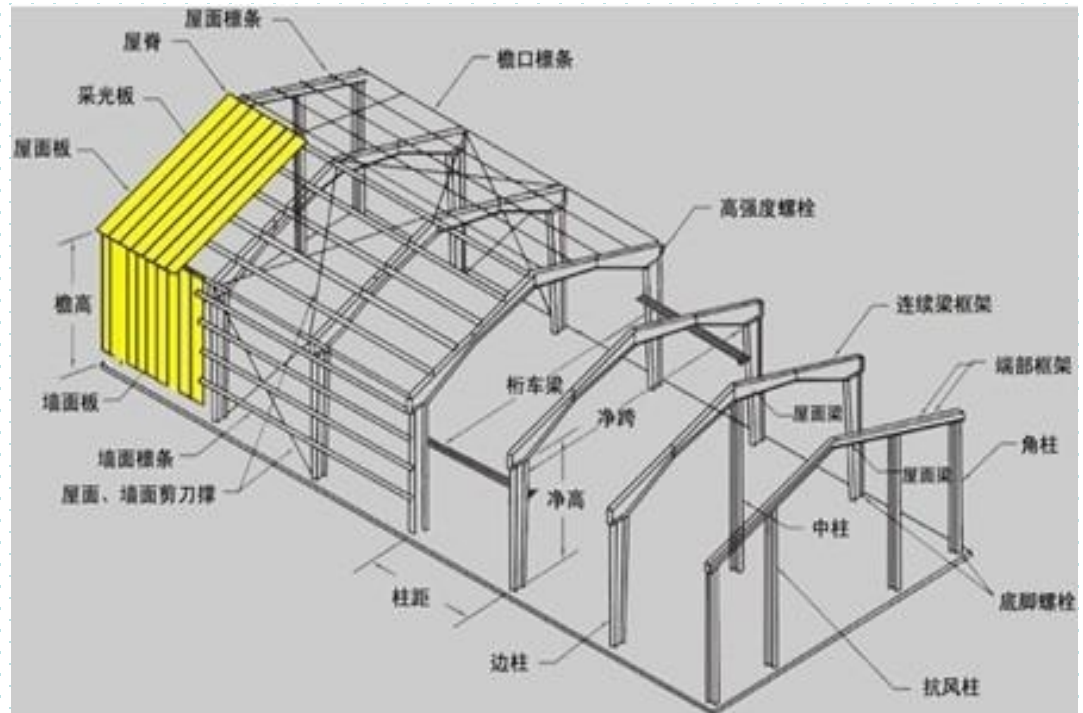 屋面檩条
屋脊
檐口檩条
采光板
屋面板
高强度螺栓
檐高
连续梁框架
端部框架
桁车梁
墙面板
净跨
屋面梁
角柱
墙面檩条
屋面梁
屋面、墙面剪刀撑
净高
中柱
柱距
底脚螺栓
边柱
抗风柱